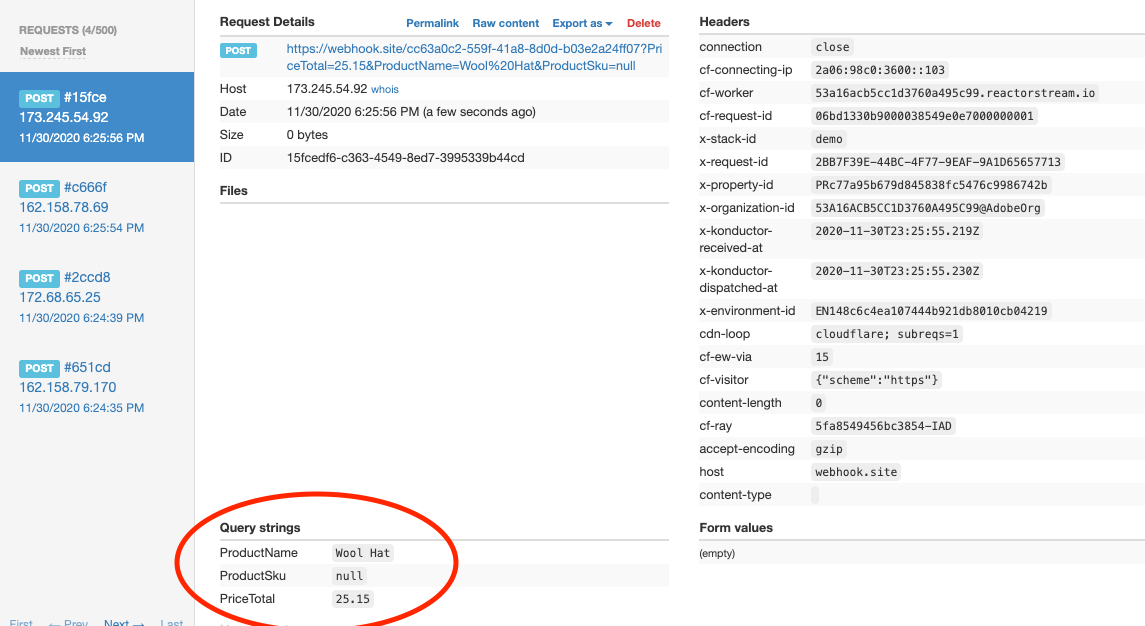 REQUESTS (4/500)
Newest First
POST #15fce
173.245.54.92
11/30/2020 6:25:56 PM
POST #c666f
162.158.78.69
11/30/2020 6:25:54 PM
POST #2ccd8
172.68.65.25
11/30/2020 6:24:39 PM
POST #651cd
162.158.79.170
11/30/2020 6:24:35 PM
First ← Prev Next → Last
Request Details Permalink Raw content Export as Delete
POST https://webhook.site/cc63a0c2-559f-41a8-8d0d-b03e2a24ff07?Pri
ceTotal=25.15&ProductName=Wool%20Hat&ProductSku=null
Host 173.245.54.92 whois
Date 11/30/2020 6:25:56 PM (a few seconds ago)
Size 0 bytes
ID 15fcedf6-c363-4549-8ed7-3995339b44cd
Files
Query strings
ProductName Wool Hat
ProductSku null
PriceTotal 25.15
Headers
connection close
cf-connecting-ip 2a06:98c0:3600::103
cf-worker 53a16acb5cc1d3760a495c99.reactorstream.io
cf-request-id 06bd1330b9000038549e0e7000000001
x-stack-id demo
x-request-id 2BB7F39E-44BC-4F77-9EAF-9A1D65657713
x-property-id PRc77a95b679d845838fc5476c9986742b
x-organization-id 53A16ACB5CC1D3760A495C99@AdobeOrg
x-konductor-
received-at 2020-11-30T23:25:55.219Z
x-konductor-
dispatched-at 2020-11-30T23:25:55.230Z
x-environment-id EN148c6c4ea107444b921db8010cb04219
cdn-loop cloudflare; subreqs=1
cf-ew-via 15
cf-visitor {"scheme":"https"}
content-length 0
cf-ray 5fa8549456bc3854-IAD
accept-encoding gzip
host webhook.site
content-type
Form values
(empty)